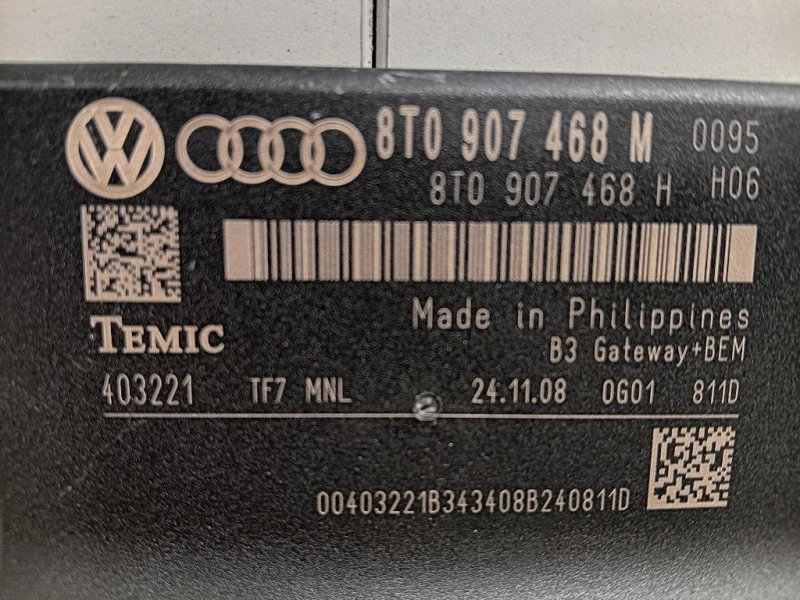 8T0 907 468 M 0095
8T0 907 468 H H06
TEMIC
Made in Philippines
B3 Gateway+BEM
403221 TF7 MNL 24.11.08 0G01 811D
00403221B343408B240811D